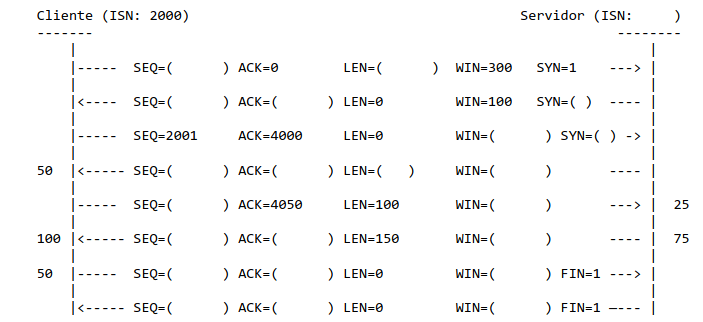 Cliente (ISN: 2000)                                          Servidor (ISN:     )
-------                                                                  --------
    |                                                                        |
    |-----  SEQ=(      ) ACK=0        LEN=(      )  WIN=300   SYN=1    --->  |
    |                                                                        |
    |<----  SEQ=(      ) ACK=(      ) LEN=0         WIN=100   SYN=( )  ----  |
    |                                                                        |
    |-----  SEQ=2001     ACK=4000     LEN=0         WIN=(      ) SYN=( ) ->  |
    |                                                                        |
50  |<----- SEQ=(      ) ACK=(      ) LEN=(   )     WIN=(      )       ----  |
    |                                                                        |
    |-----  SEQ=(      ) ACK=4050     LEN=100       WIN=(      )       --->  |  25
    |                                                                        |
100 |<----- SEQ=(      ) ACK=(      ) LEN=150       WIN=(      )       ----  |  75
    |                                                                        |
50  |-----  SEQ=(      ) ACK=(      ) LEN=0         WIN=(      ) FIN=1 --->  |
    |                                                                        |
    |<----- SEQ=(      ) ACK=(      ) LEN=0         WIN=(      ) FIN=1 —---  |